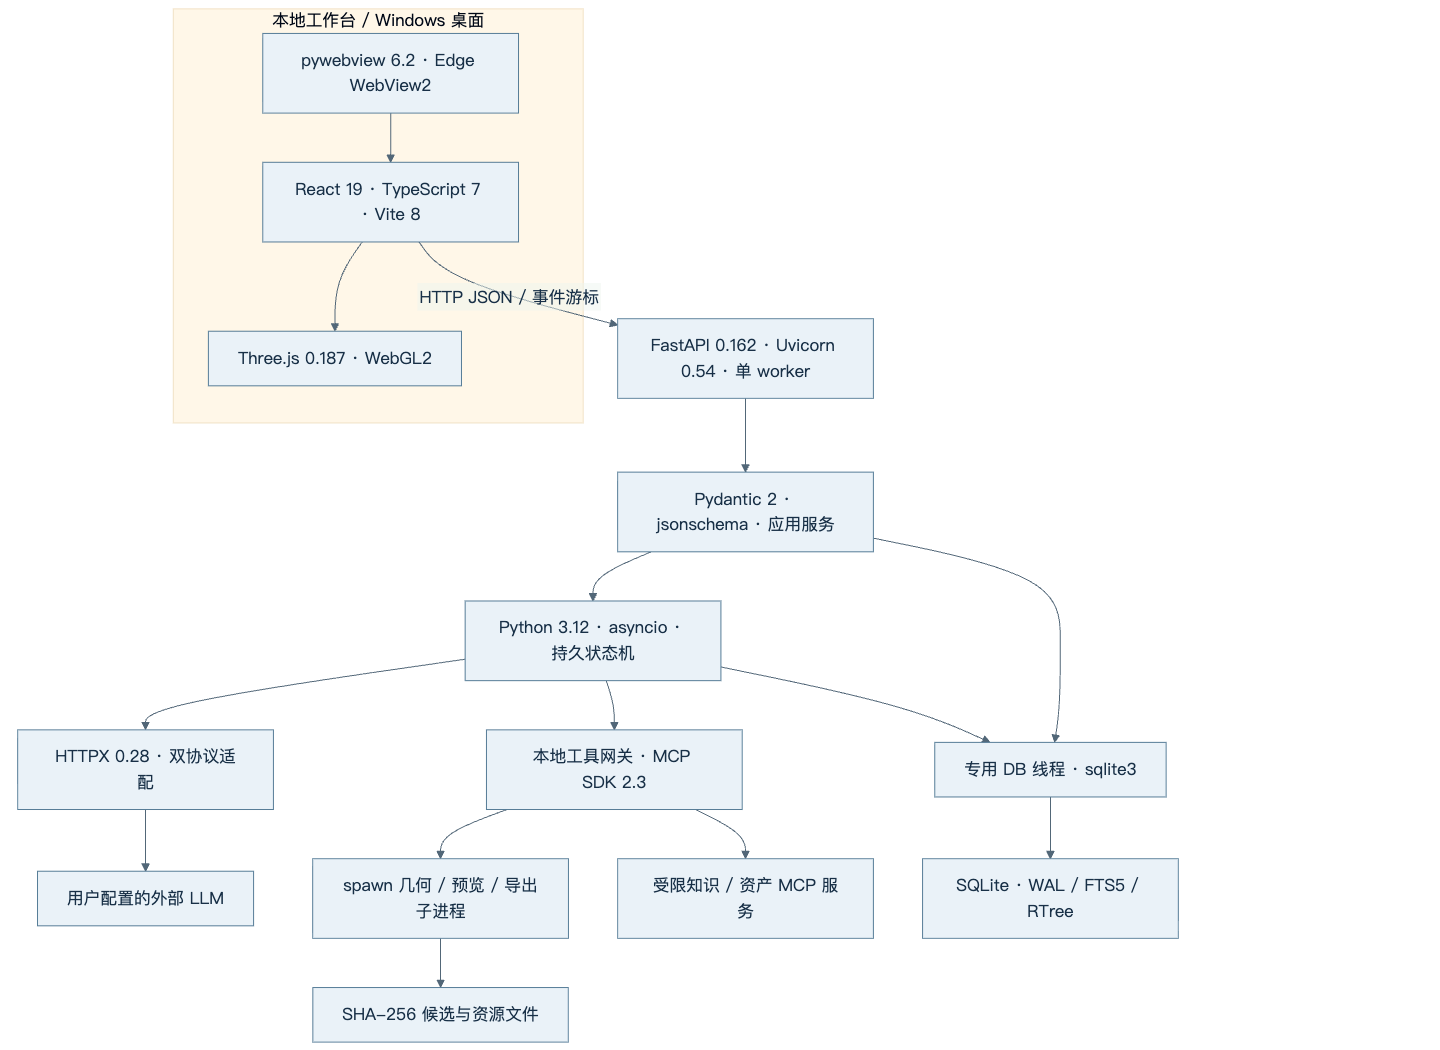 本地工作台 / Windows 桌面
pywebview 6.2 · Edge
WebView2
React 19 · TypeScript 7
· Vite 8
HTTP JSON / 事件游标
Three.js 0.187 · WebGL2
FastAPI 0.162 · Uvicorn
0.54 · 单 worker
Pydantic 2 ·
jsonschema · 应用服务
Python 3.12 · asyncio ·
持久状态机
HTTPX 0.28 · 双协议适
配
本地工具网关 · MCP
SDK 2.3
专用 DB 线程 · sqlite3
用户配置的外部 LLM
spawn 几何 / 预览 / 导出
子进程
受限知识 / 资产 MCP 服
务
SQLite · WAL / FTS5 /
RTree
SHA-256 候选与资源文件